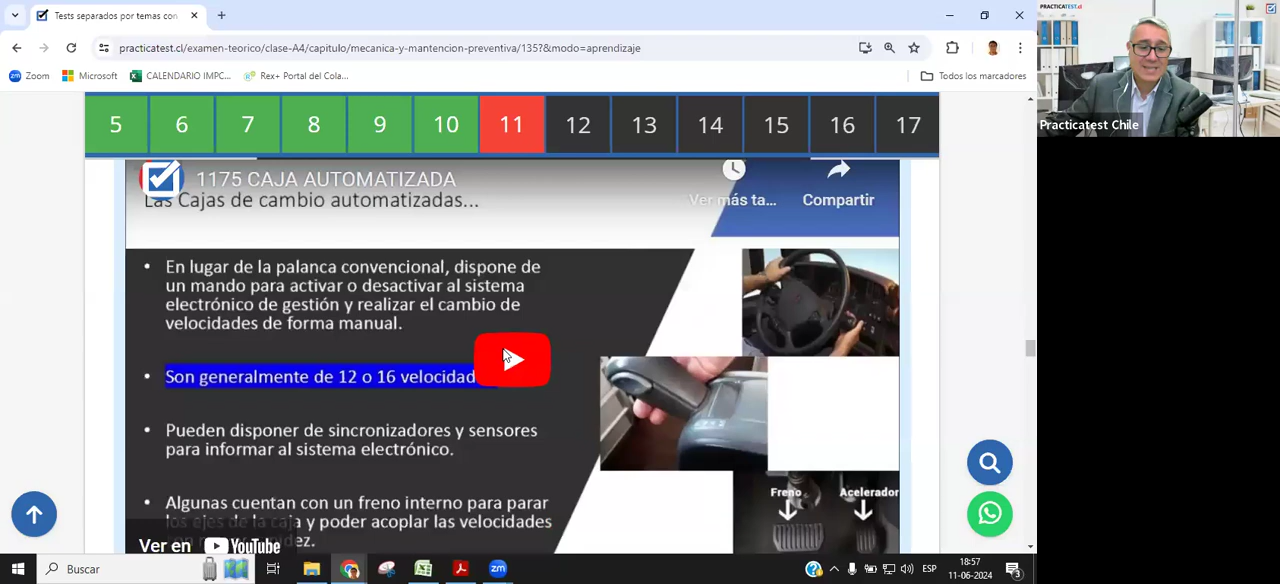 Tests separados por temas con
practicatest.cl/examen-teorico/clase-A4/capitulo/mecanica-y-mantencion-preventiva/135?&modo=aprendizaje
Zoom
Microsoft
CALENDARIO IMPC...
Rex+ Portal del Cola...
Todos los marcadores
PRACTICATEST.cl
Practicatest Chile
5 6 7 8 9 10 11 12 13 14 15 16 17
1175 CAJA AUTOMATIZADA
Ver más ta...
Compartir
Las Cajas de cambio automatizadas...
• En lugar de la palanca convencional, dispone de
un mando para activar o desactivar al sistema
electrónico de gestión y realizar el cambio de
velocidades de forma manual.
• Son generalmente de 12 o 16 velocidad
• Pueden disponer de sincronizadores y sensores
para informar al sistema electrónico.
• Algunas cuentan con un freno interno para parar
los ejes de la caja y poder acoplar las velocidades
Freno
Acelerador
Ver en YouTube
Buscar
ESP
18:57
11-06-2024
3